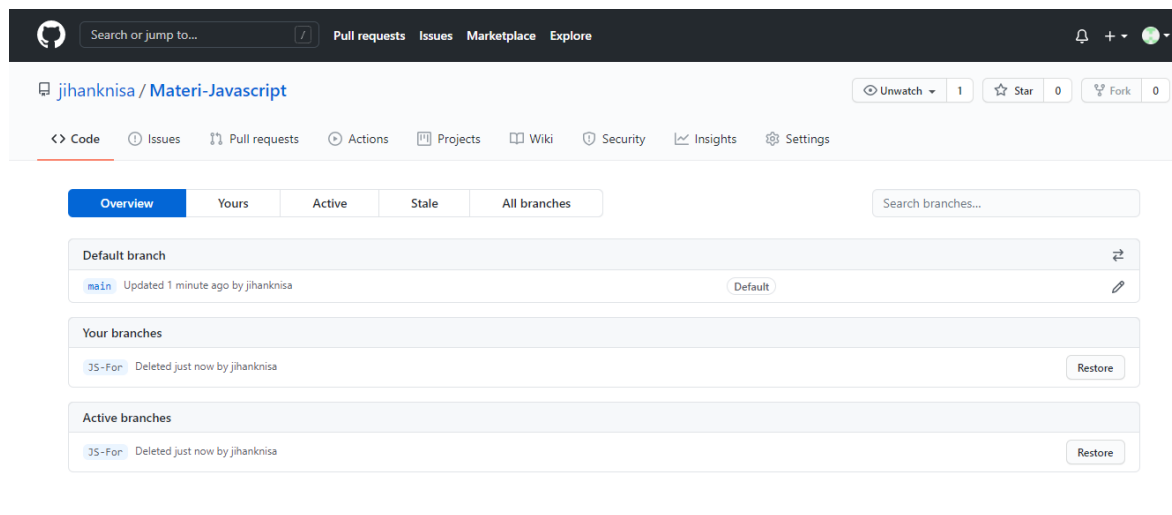 Search or jump to... / Pull requests Issues Marketplace Explore
jihanknisa / Materi-Javascript Unwatch 1 Star 0 Fork 0
Code Issues Pull requests Actions Projects Wiki Security Insights Settings
Overview Yours Active Stale All branches Search branches...
Default branch
main Updated 1 minute ago by jihanknisa Default
Your branches
JS-For Deleted just now by jihanknisa Restore
Active branches
JS-For Deleted just now by jihanknisa Restore